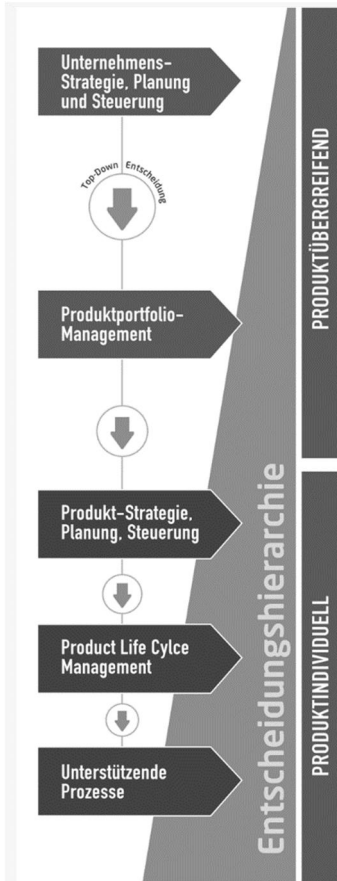 Unternehmens-
Strategie, Planung
und Steuerung
Top-Down Entscheidung
Produktportfolio-
Management
Produkt-Strategie,
Planung, Steuerung
Product Life Cylce
Management
Unterstützende
Prozesse
Entscheidungshierarchie
PRODUKTÜBERGREIFEND
PRODUKTINDIVIDUELL